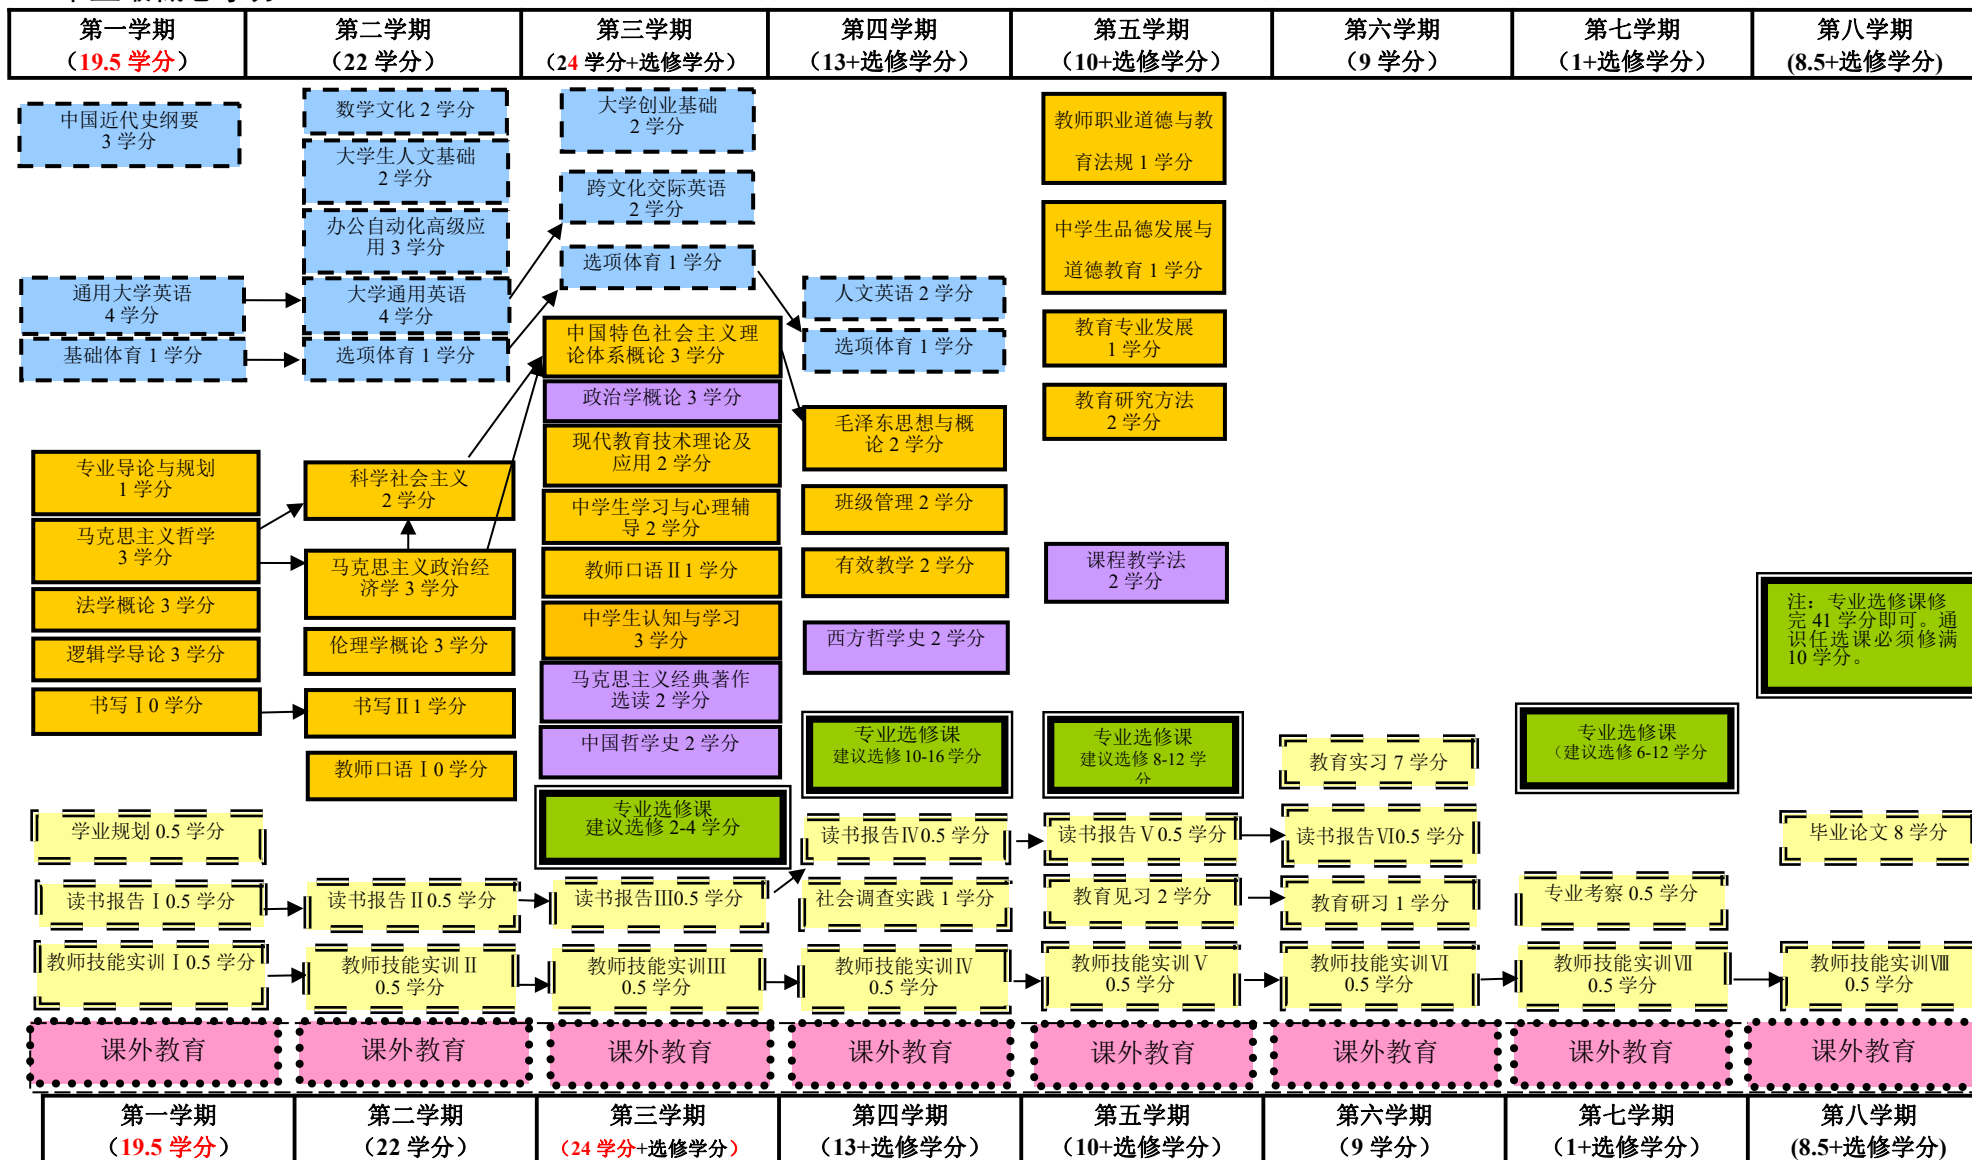 第一学期
（19.5 学分）
第二学期
（22 学分）
第三学期
（24 学分+选修学分）
第四学期
（13+选修学分）
第五学期
（10+选修学分）
第六学期
（9 学分）
第七学期
（1+选修学分）
第八学期
(8.5+选修学分)
中国近代史纲要
3 学分
通用大学英语
4 学分
基础体育 1 学分
专业导论与规划
1 学分
马克思主义哲学
3 学分
法学概论 3 学分
逻辑学导论 3 学分
书写 I 0 学分
学业规划 0.5 学分
读书报告 I 0.5 学分
教师技能实训 I 0.5 学分
数学文化 2 学分
大学生人文基础
2 学分
办公自动化高级应
用 3 学分
大学通用英语
4 学分
选项体育 1 学分
科学社会主义
2 学分
马克思主义政治经
济学 3 学分
伦理学概论 3 学分
书写 II 1 学分
教师口语 I 0 学分
读书报告 II 0.5 学分
教师技能实训 II
0.5 学分
大学创业基础
2 学分
跨文化交际英语
2 学分
选项体育 1 学分
中国特色社会主义理
论体系概论 3 学分
政治学概论 3 学分
现代教育技术理论及
应用 2 学分
中学生学习与心理辅
导 2 学分
教师口语 II 1 学分
中学生认知与学习
3 学分
马克思主义经典著作
选读 2 学分
中国哲学史 2 学分
专业选修课
建议选修 2-4 学分
读书报告III0.5 学分
教师技能实训III
0.5 学分
人文英语 2 学分
选项体育 1 学分
毛泽东思想与概
论 2 学分
班级管理 2 学分
有效教学 2 学分
西方哲学史 2 学分
专业选修课
建议选修 10-16 学分
读书报告IV0.5 学分
社会调查实践 1 学分
教师技能实训IV
0.5 学分
教师职业道德与教
育法规 1 学分
中学生品德发展与
道德教育 1 学分
教育专业发展
1 学分
教育研究方法
2 学分
课程教学法
2 学分
专业选修课
建议选修 8-12 学
分
读书报告 V 0.5 学分
教育见习 2 学分
教师技能实训 V
0.5 学分
教育实习 7 学分
读书报告VI0.5 学分
教育研习 1 学分
教师技能实训VI
0.5 学分
专业选修课
（建议选修 6-12 学分
专业考察 0.5 学分
教师技能实训VII
0.5 学分
注：专业选修课修
完 41 学分即可。通
识任选课必须修满
10 学分。
毕业论文 8 学分
教师技能实训VIII
0.5 学分
课外教育
课外教育
课外教育
课外教育
课外教育
课外教育
课外教育
课外教育
第一学期
（19.5 学分）
第二学期
（22 学分）
第三学期
（24 学分+选修学分）
第四学期
（13+选修学分）
第五学期
（10+选修学分）
第六学期
（9 学分）
第七学期
（1+选修学分）
第八学期
(8.5+选修学分)